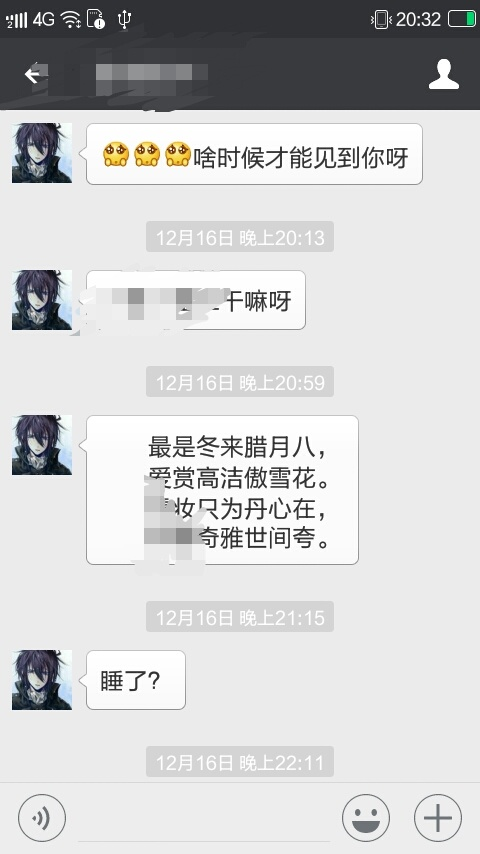 2 4G 20:32
啥时候才能见到你呀
12月16日 晚上20:13
干嘛呀
12月16日 晚上20:59
最是冬来腊月八，
爱赏高洁傲雪花。
妆只为丹心在，
奇雅世间夸。
12月16日 晚上21:15
睡了？
12月16日 晚上22:11